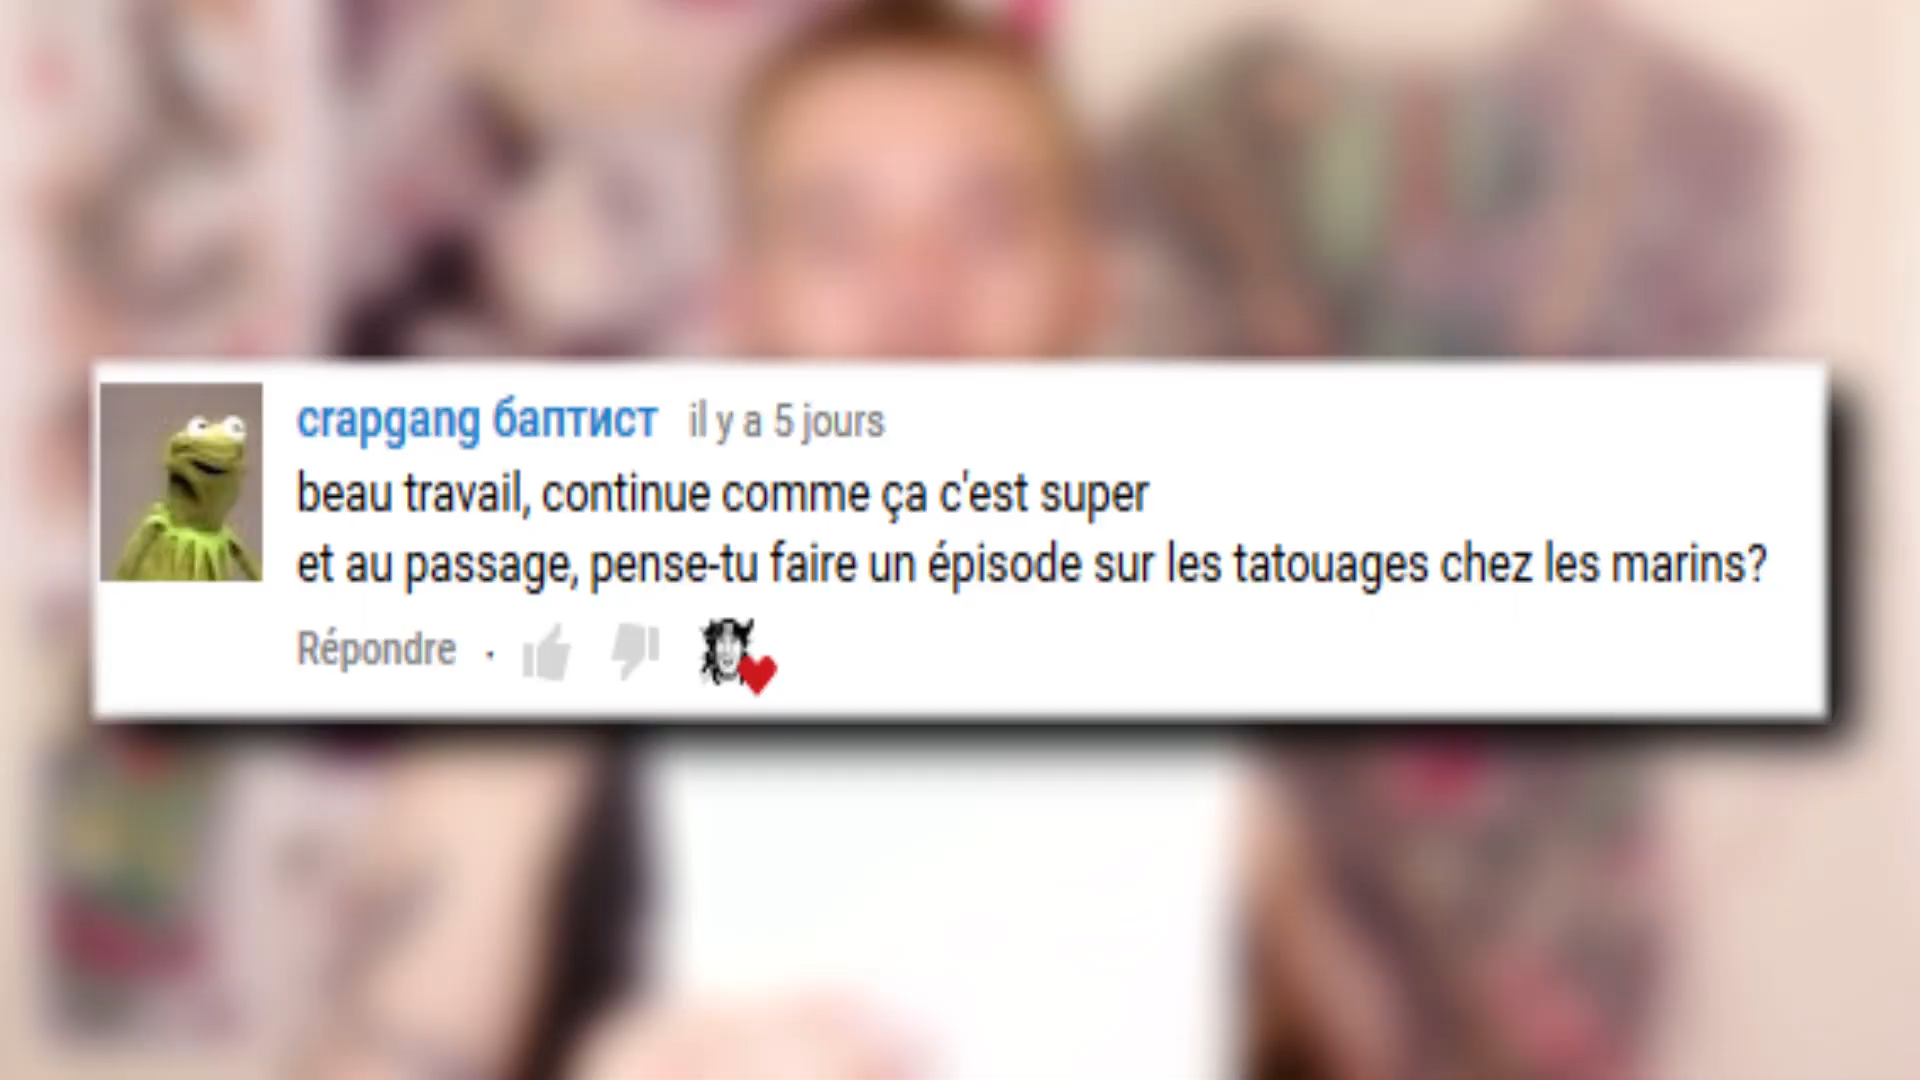 crapgang баптист il y a 5 jours
beau travail, continue comme ça c'est super
et au passage, pense-tu faire un épisode sur les tatouages chez les marins?
Répondre ·